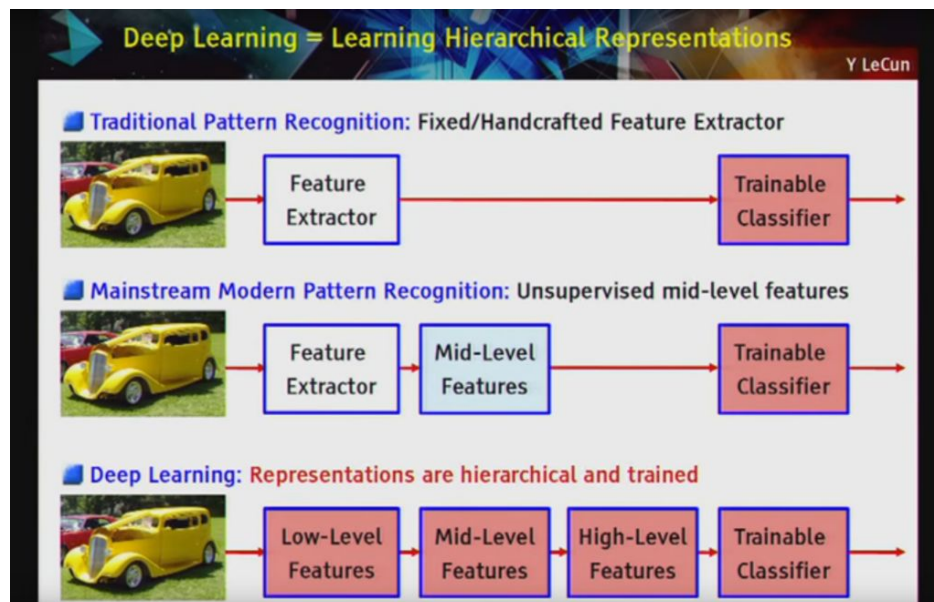 Deep Learning = Learning Hierarchical Representations
Y LeCun
Traditional Pattern Recognition: Fixed/Handcrafted Feature Extractor
Feature
Extractor
Trainable
Classifier
Mainstream Modern Pattern Recognition: Unsupervised mid-level features
Feature
Extractor
Mid-Level
Features
Trainable
Classifier
Deep Learning: Representations are hierarchical and trained
Low-Level
Features
Mid-Level
Features
High-Level
Features
Trainable
Classifier